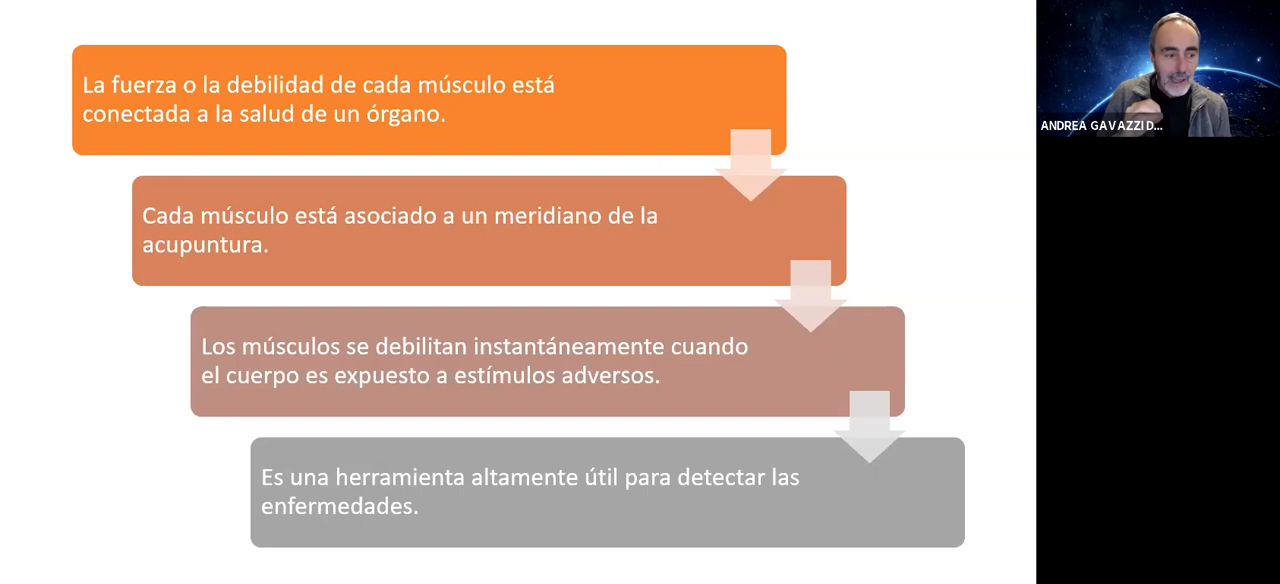 La fuerza o la debilidad de cada músculo está
conectada a la salud de un órgano.
Cada músculo está asociado a un meridiano de la
acupuntura.
Los músculos se debilitan instantáneamente cuando
el cuerpo es expuesto a estímulos adversos.
Es una herramienta altamente útil para detectar las
enfermedades.
ANDREA GAVAZZI D...